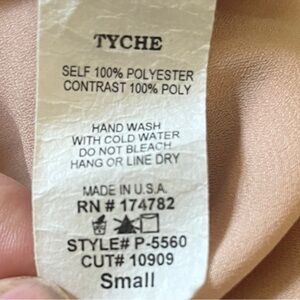 TYCHE
SELF 100% POLYESTER
CONTRAST 100% POLY
HAND WASH
WITH COLD WATER
DO NOT BLEACH
HANG OR LINE DRY
MADE IN U.S.A.
RN # 174782
STYLE# P-5560
CUT# 10909
Small